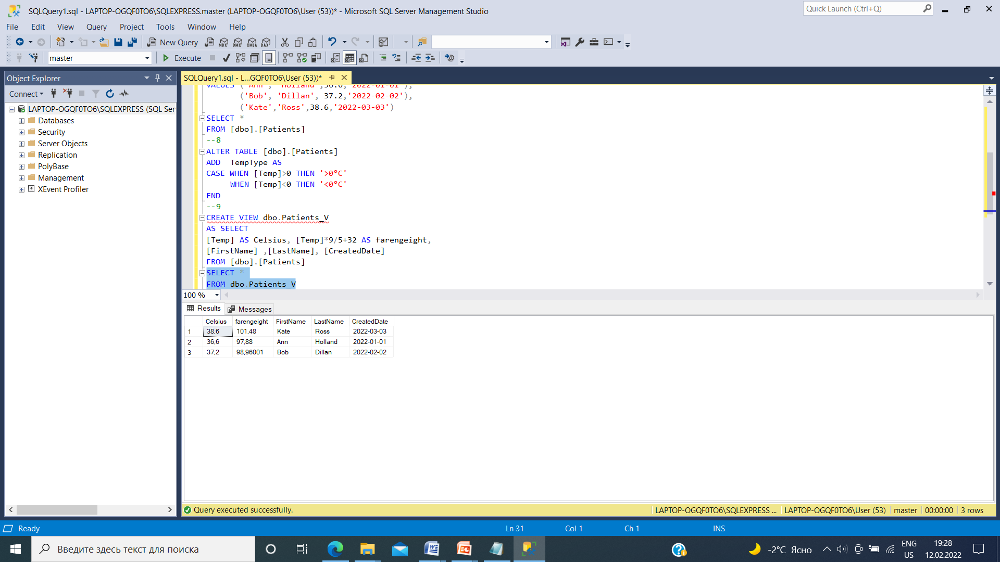 SQLQuery1.sql - LAPTOP-OGQF0TO6\SQLEXPRESS.master (LAPTOP-OGQF0TO6\User (53))* - Microsoft SQL Server Management Studio
Quick Launch (Ctrl+Q)
File Edit View Query Project Tools Window Help
New Query MDX DMX XMLA DAX
master Execute
Object Explorer
SQLQuery1.sql - L...GQF0TO6\User (53))*
Connect
LAPTOP-OGQF0TO6\SQLEXPRESS (SQL Ser
Databases
Security
Server Objects
Replication
PolyBase
Management
XEvent Profiler
VALUES ('Ann', 'Holland',36.6,'2022-01-01'),
('Bob', 'Dillan', 37.2,'2022-02-02'),
('Kate','Ross',38.6,'2022-03-03')
SELECT *
FROM [dbo].[Patients]
--8
ALTER TABLE [dbo].[Patients]
ADD  TempType AS
CASE WHEN [Temp]>0 THEN '>0°C'
WHEN [Temp]<0 THEN '<0°C'
END
--9
CREATE VIEW dbo.Patients_V
AS SELECT
[Temp] AS Celsius, [Temp]*9/5+32 AS farengeight,
[FirstName] ,[LastName], [CreatedDate]
FROM [dbo].[Patients]
SELECT *
FROM dbo.Patients_V
100 %
Results Messages
Celsius farengeight FirstName LastName CreatedDate
1 38,6 101,48 Kate Ross 2022-03-03
2 36,6 97,88 Ann Holland 2022-01-01
3 37,2 98,96001 Bob Dillan 2022-02-02
Query executed successfully. LAPTOP-OGQF0TO6\SQLEXPRESS ... LAPTOP-OGQF0TO6\User (53) master 00:00:00 3 rows
Ready Ln 31 Col 1 Ch 1 INS
Введите здесь текст для поиска
-2°C Ясно
ENG
US
19:28
12.02.2022